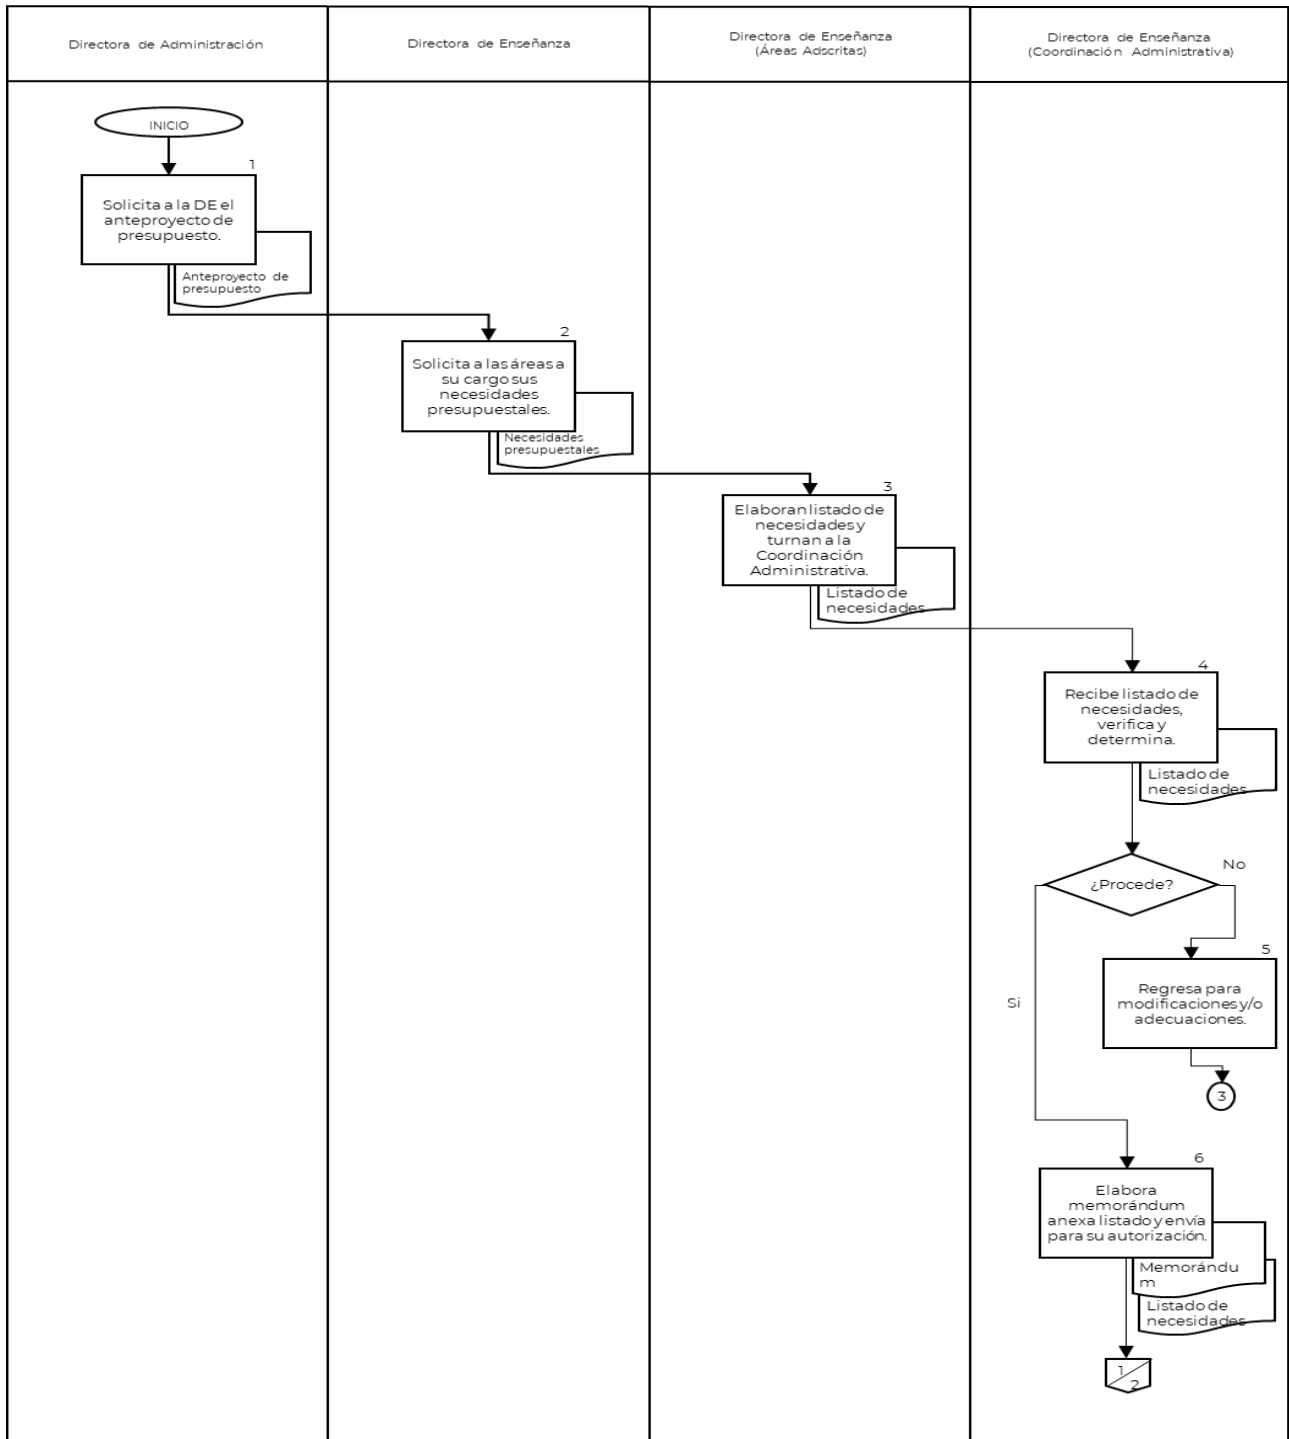 Directora de Administración
Directora de Enseñanza
Directora de Enseñanza
(Áreas Adscritas)
Directora de Enseñanza
(Coordinación Administrativa)
INICIO
1
Solicita a la DE el
anteproyecto de
presupuesto.
Anteproyecto de
presupuesto
2
Solicita a las áreas a
su cargo sus
necesidades
presupuestales.
Necesidades
presupuestales
3
Elaboran listado de
necesidades y
turnan a la
Coordinación
Administrativa.
Listado de
necesidades
4
Recibe listado de
necesidades,
verifica y
determina.
Listado de
necesidades
¿Procede?
No
Si
5
Regresa para
modificaciones y/o
adecuaciones.
3
6
Elabora
memorándum
anexa listado y envía
para su autorización.
Memorándu
m
Listado de
necesidades
1
2